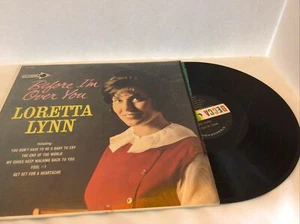 Before I'm
Over You
LORETTA
LYNN
Including:
YOU DON'T HAVE TO BE A BABY TO CRY
THE END OF THE WORLD
MY SHOES KEEP WALKING BACK TO YOU
FOOL #1
GET SET FOR A HEARTACHE
DECCA